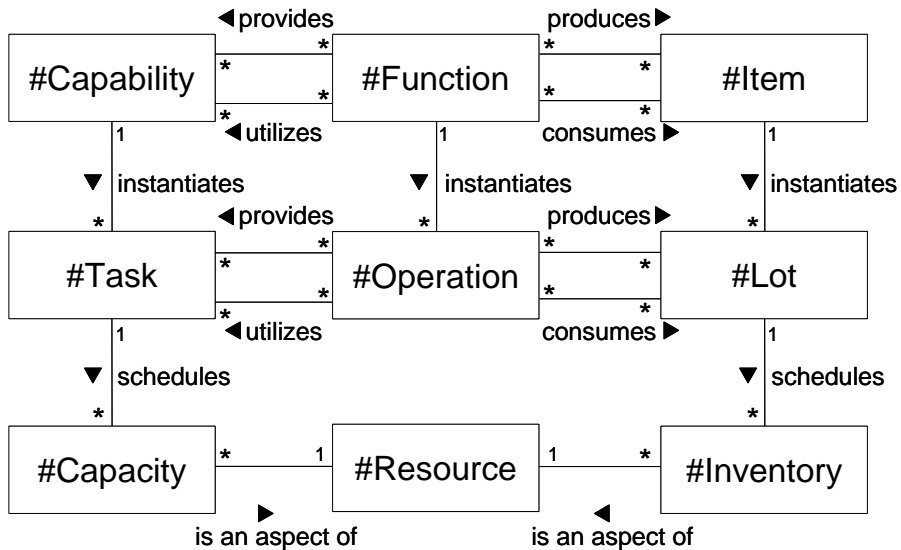 ◄ provides produces ►
* * * *
#Capability #Function #Item
* * * *
◄ utilizes consumes ►
1 1 1
▼ instantiates ▼ instantiates ▼ instantiates
* ◄ provides * produces ► *
* * * *
#Task #Operation #Lot
* * * *
◄ utilizes consumes ►
1 1
▼ schedules ▼ schedules
* *
#Capacity * 1 #Resource 1 * #Inventory
► ◄
is an aspect of is an aspect of